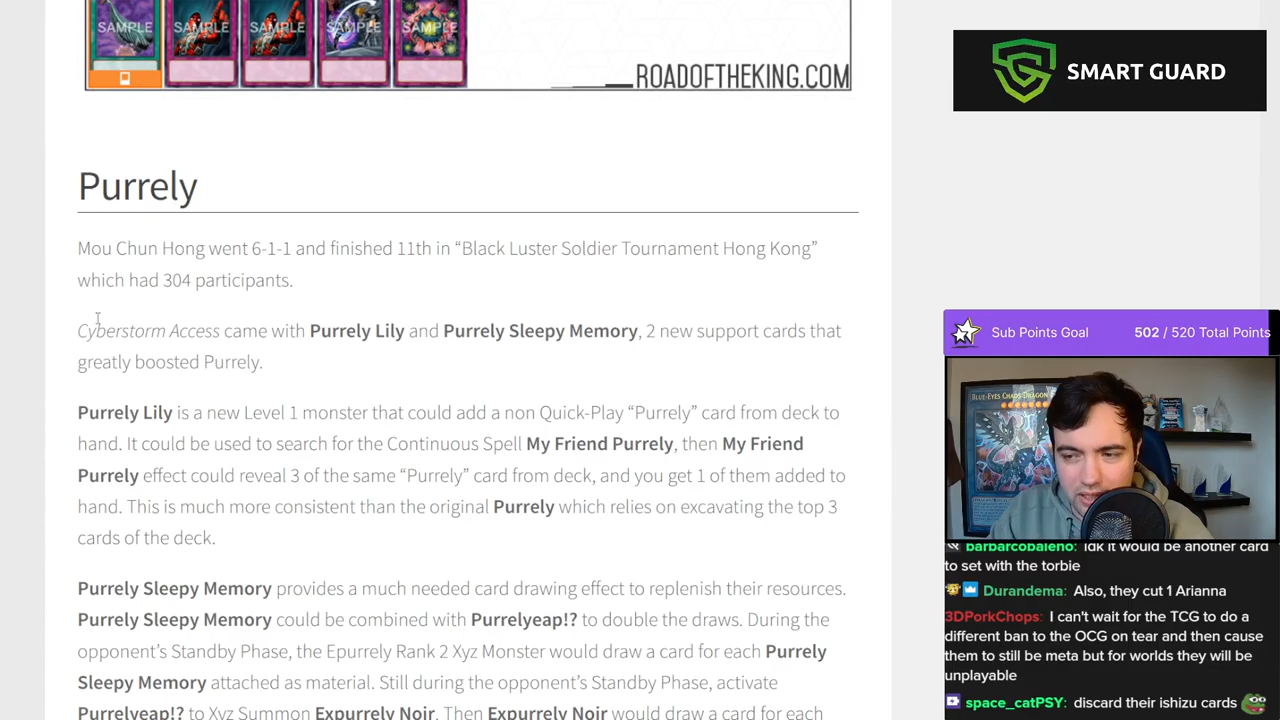 SAMPLE SAMPLE SAMPLE SAMPLE SAMPLE
ROADOFTHEKING.COM
SMART GUARD
Purrely
Mou Chun Hong went 6-1-1 and finished 11th in “Black Luster Soldier Tournament Hong Kong”
which had 304 participants.
Cyberstorm Access came with Purrely Lily and Purrely Sleepy Memory, 2 new support cards that
greatly boosted Purrely.
Purrely Lily is a new Level 1 monster that could add a non Quick-Play “Purrely” card from deck to
hand. It could be used to search for the Continuous Spell My Friend Purrely, then My Friend
Purrely effect could reveal 3 of the same “Purrely” card from deck, and you get 1 of them added to
hand. This is much more consistent than the original Purrely which relies on excavating the top 3
cards of the deck.
Purrely Sleepy Memory provides a much needed card drawing effect to replenish their resources.
Purrely Sleepy Memory could be combined with Purrelyeap!? to double the draws. During the
opponent’s Standby Phase, the Epurrely Rank 2 Xyz Monster would draw a card for each Purrely
Sleepy Memory attached as material. Still during the opponent’s Standby Phase, activate
Purrelyeap!? to Xyz Summon Expurrely Noir. Then Expurrely Noir would draw a card for each
Sub Points Goal 502 / 520 Total Points
BLUE-EYES CHAOS DRAGON
barbarcobaleno: Idk it would be another card
to set with the torbie
Durandema: Also, they cut 1 Arianna
3DPorkChops: I can't wait for the TCG to do a
different ban to the OCG on tear and then cause
them to still be meta but for worlds they will be
unplayable
space_catPSY: discard their ishizu cards